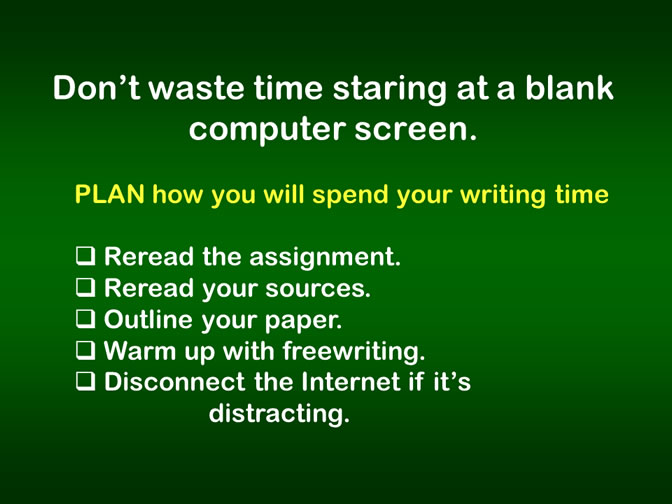 Don’t waste time staring at a blank
computer screen.
PLAN how you will spend your writing time
❑ Reread the assignment.
❑ Reread your sources.
❑ Outline your paper.
❑ Warm up with freewriting.
❑ Disconnect the Internet if it’s
distracting.